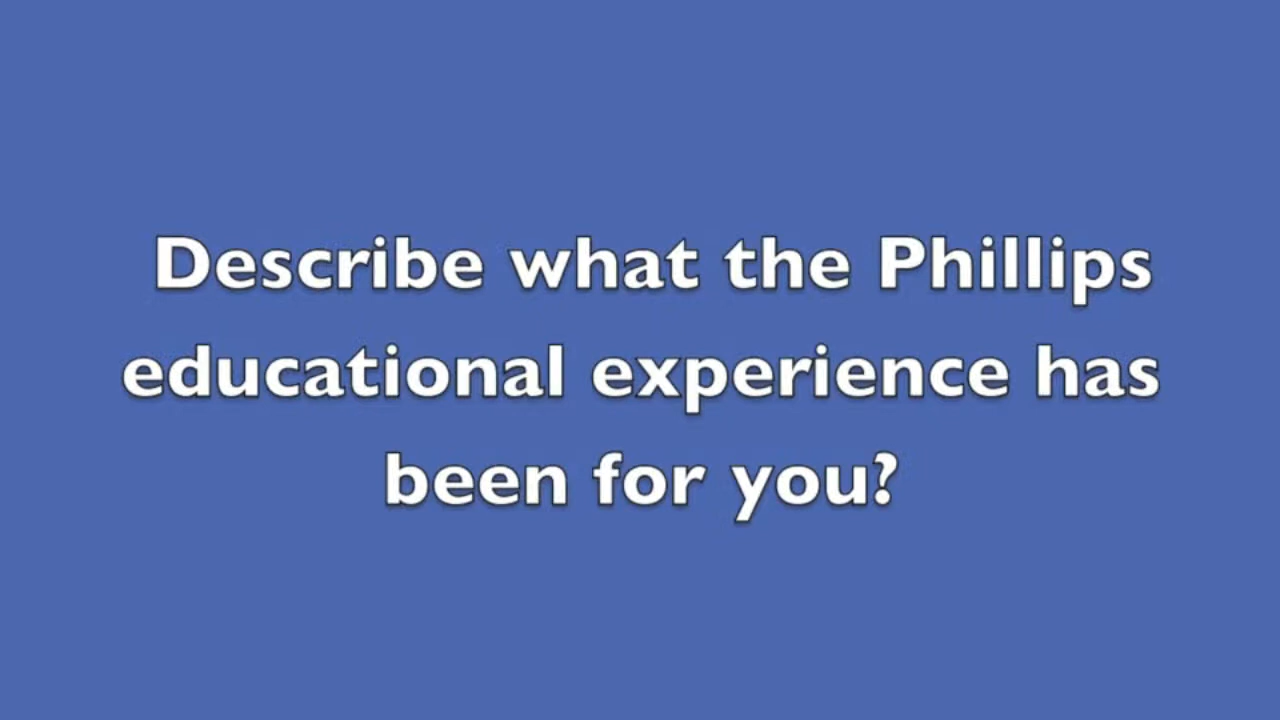 Describe what the Phillips
educational experience has
been for you?